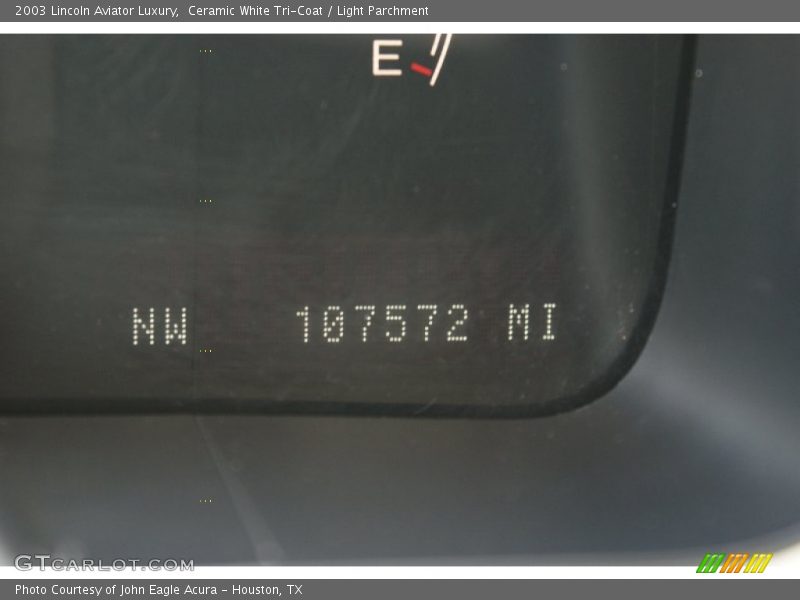 2003 Lincoln Aviator Luxury,  Ceramic White Tri-Coat / Light Parchment
E
NW 107572 MI
GTCARLOT.COM
Photo Courtesy of John Eagle Acura - Houston, TX